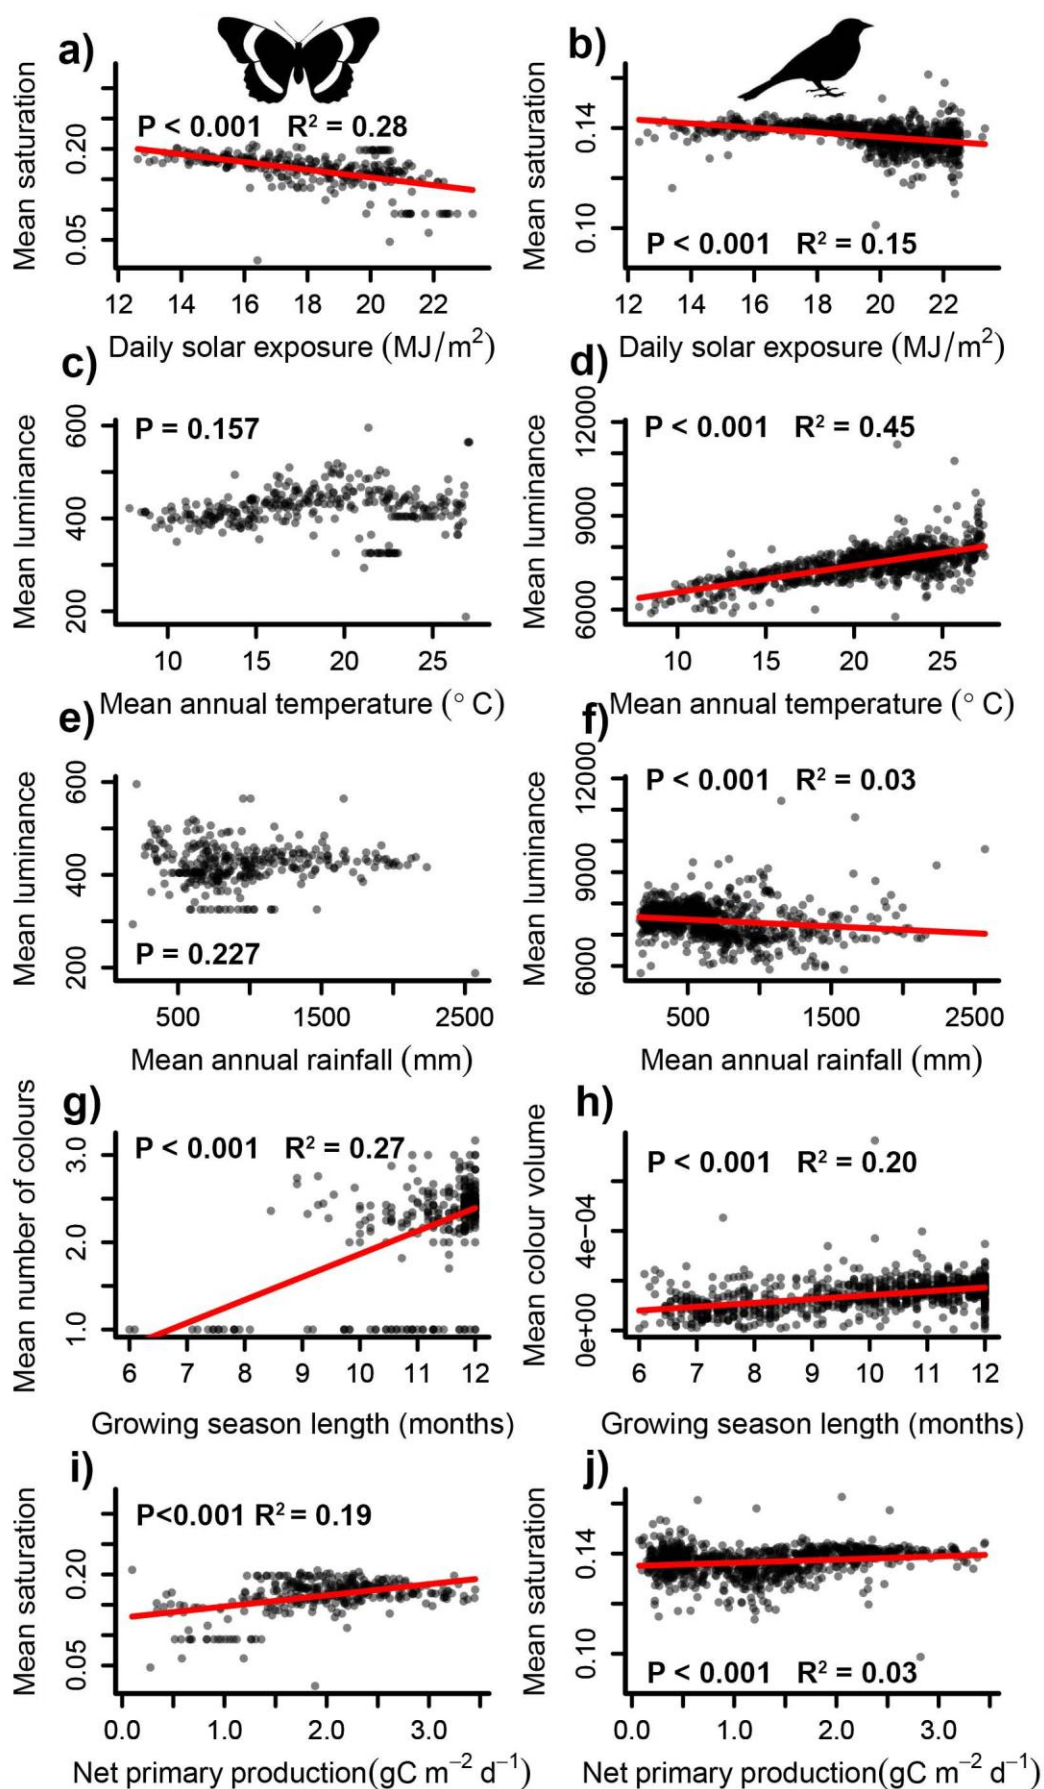 a)
P < 0.001 R² = 0.28
Mean saturation
0.05 0.20
12 14 16 18 20 22
Daily solar exposure (MJ/m²)
b)
P < 0.001 R² = 0.15
Mean saturation
0.10 0.14
12 14 16 18 20 22
Daily solar exposure (MJ/m²)
c)
P = 0.157
Mean luminance
200 400 600
10 15 20 25
Mean annual temperature (° C)
d)
P < 0.001 R² = 0.45
Mean luminance
6000 9000 12000
10 15 20 25
Mean annual temperature (° C)
e)
P = 0.227
Mean luminance
200 400 600
500 1500 2500
Mean annual rainfall (mm)
f)
P < 0.001 R² = 0.03
Mean luminance
6000 9000 12000
500 1500 2500
Mean annual rainfall (mm)
g)
P < 0.001 R² = 0.27
Mean number of colours
1.0 2.0 3.0
6 7 8 9 10 11 12
Growing season length (months)
h)
P < 0.001 R² = 0.20
Mean colour volume
0e+00 4e−04
6 7 8 9 10 11 12
Growing season length (months)
i)
P<0.001 R² = 0.19
Mean saturation
0.05 0.20
0.0 1.0 2.0 3.0
Net primary production(gC m⁻² d⁻¹)
j)
P < 0.001 R² = 0.03
Mean saturation
0.10 0.14
0.0 1.0 2.0 3.0
Net primary production(gC m⁻² d⁻¹)